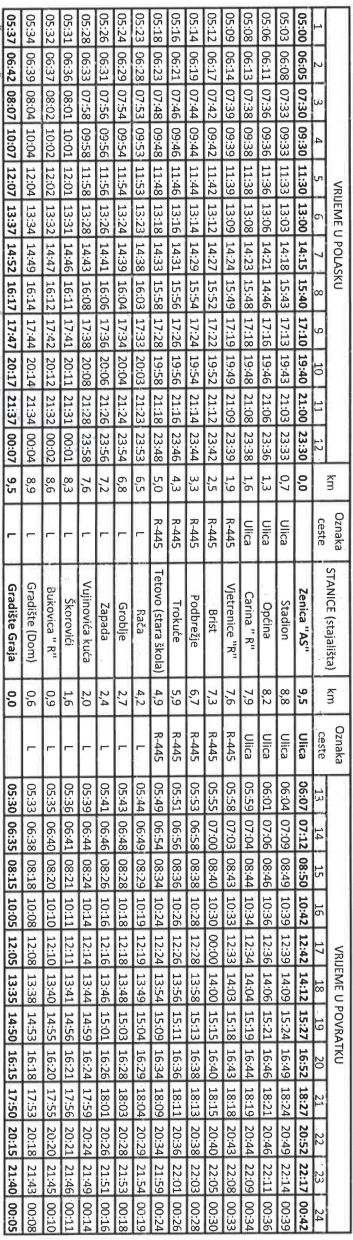 VRIJEME U POLASKU km Oznaka ceste STANICE (stajališta) km Oznaka ceste VRIJEME U POVRATKU
1 2 3 4 5 6 7 8 9 10 11 12 13 14 15 16 17 18 19 20 21 22 23 24
05:00 06:05 07:30 09:30 11:30 13:00 14:15 15:40 17:10 19:40 21:00 23:30 0,0 Zenica "AS" 9,5 Ulica 06:07 07:12 08:50 10:42 12:42 14:12 15:27 16:52 18:27 20:52 22:17 00:42
05:03 06:08 07:33 09:33 11:33 13:03 14:18 15:43 17:13 19:43 21:03 23:33 0,7 Ulica Stadion 8,8 Ulica 06:04 07:09 08:49 10:39 12:39 14:09 15:24 16:49 18:24 20:49 22:14 00:39
05:06 06:11 07:36 09:36 11:36 13:06 14:21 14:46 17:16 19:46 21:06 23:36 1,3 Ulica Općina 8,2 Ulica 06:01 07:06 08:46 10:36 12:36 14:06 15:21 16:46 18:21 20:46 22:11 00:36
05:08 06:13 07:38 09:38 11:38 13:08 14:23 15:48 17:18 19:48 21:08 23:38 1,6 Ulica Carina " R" 7,9 Ulica 05:59 07:04 08:44 10:34 12:34 14:04 15:19 16:44 18:19 20:44 22:09 00:34
05:09 06:14 07:39 09:39 11:39 13:09 14:24 15:49 17:19 19:49 21:09 23:39 1,9 R-445 Vjetrenice "R" 7,6 R-445 05:58 07:03 08:43 10:33 12:33 14:03 15:18 16:43 18:18 20:43 22:08 00:33
05:12 06:17 07:42 09:42 11:42 13:12 14:27 15:52 17:22 19:52 21:12 23:42 2,5 R-445 Brist 7,3 R-445 05:55 07:00 08:40 10:30 00:00 14:00 15:15 16:40 18:15 20:40 22:05 00:30
05:14 06:19 07:44 09:44 11:44 13:14 14:29 15:54 17:24 19:54 21:14 23:44 3,3 R-445 Podbrežje 6,7 R-445 05:53 06:58 08:38 10:28 12:28 13:58 15:13 16:38 18:13 20:38 22:03 00:28
05:16 06:21 07:46 09:46 11:46 13:16 14:31 15:56 17:26 19:56 21:16 23:46 4,3 R-445 Trokuće 5,9 R-445 05:51 06:56 08:36 10:26 12:26 13:56 15:11 16:36 18:11 20:36 22:01 00:26
05:18 06:23 07:48 09:48 11:48 13:18 14:33 15:58 17:28 19:58 21:18 23:48 5,0 R-445 Tetovo (stara škola) 4,9 R-445 05:49 06:54 08:34 10:24 12:24 13:54 15:09 16:34 18:09 20:34 21:59 00:24
05:23 06:28 07:53 09:53 11:53 13:23 14:38 16:03 17:33 20:03 21:23 23:53 6,5 L Rača 4,2 L 05:44 06:49 08:29 10:19 12:19 13:49 15:04 16:29 18:04 20:29 21:54 00:19
05:24 06:29 07:54 09:54 11:54 13:24 14:39 16:04 17:34 20:04 21:24 23:54 6,8 L Groblje 2,7 L 05:43 06:48 08:28 10:18 12:18 13:48 15:03 16:28 18:03 20:28 21:53 00:18
05:26 06:31 07:56 09:56 11:56 13:26 14:41 16:06 17:36 20:06 21:26 23:56 7,2 L Zapada 2,4 L 05:41 06:46 08:26 10:16 12:16 13:46 15:01 16:26 18:01 20:26 21:51 00:16
05:28 06:33 07:58 09:58 11:58 13:28 14:43 16:08 17:38 20:08 21:28 23:58 7,6 L Vujinovića kuća 2,0 L 05:39 06:44 08:24 10:14 12:14 13:44 14:59 16:24 17:59 20:24 21:49 00:14
05:31 06:36 08:01 10:01 12:01 13:31 14:46 16:11 17:41 20:11 21:31 00:01 8,3 L Škorovići 1,6 L 05:36 06:41 08:21 10:11 12:11 13:41 14:56 16:21 17:56 20:21 21:46 00:11
05:32 06:37 08:02 10:02 12:02 13:32 14:47 16:12 17:42 20:12 21:32 00:02 8,6 L Bukovica " R" 0,9 L 05:35 06:40 08:20 10:10 12:10 13:40 14:55 16:20 17:55 20:20 21:45 00:10
05:34 06:39 08:04 10:04 12:04 13:34 14:49 16:14 17:44 20:14 21:34 00:04 8,9 L Gradište (Dom) 0,6 L 05:33 06:38 08:18 10:08 12:08 13:38 14:53 16:18 17:53 20:18 21:43 00:08
05:37 06:42 08:07 10:07 12:07 13:37 14:52 16:17 17:47 20:17 21:37 00:07 9,5 L Gradište Graja 0,0 05:30 06:35 08:15 10:05 12:05 13:35 14:50 16:15 17:50 20:15 21:40 00:05